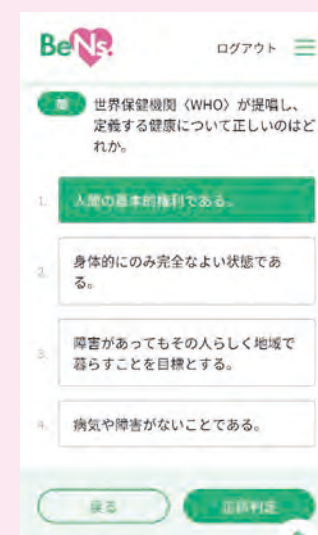 BeNs.
ログアウト
問 世界保健機関〈WHO〉が提唱し、
定義する健康について正しいのはど
れか。
1. 人間の基本的権利である。
2. 身体的にのみ完全なよい状態であ
る。
3. 障害があってもその人らしく地域で
暮らすことを目標とする。
4. 病気や障害がないことである。
戻る
正誤判定